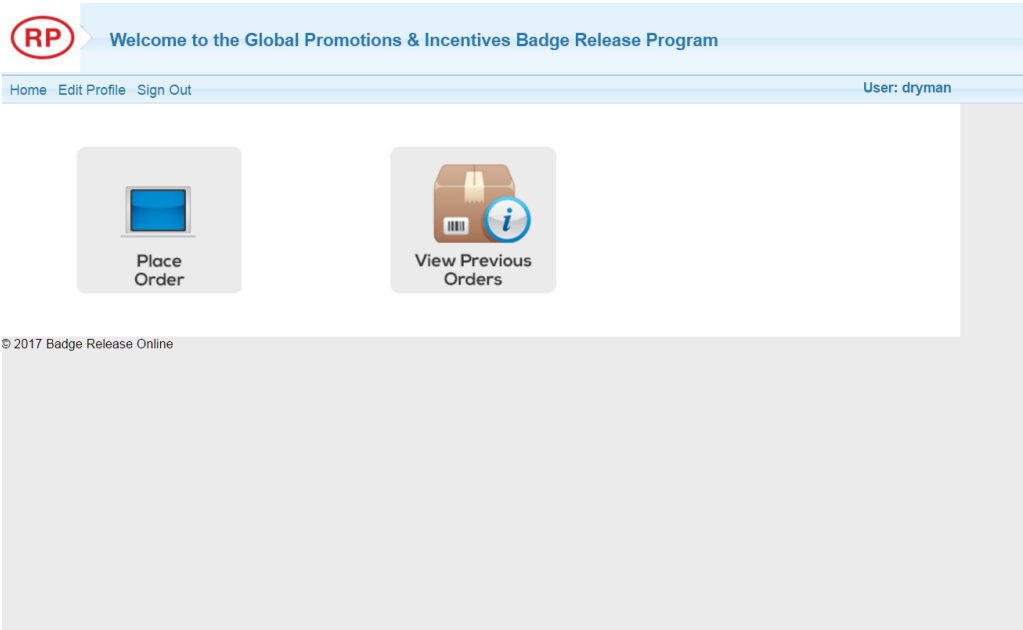 RP
Welcome to the Global Promotions & Incentives Badge Release Program
Home Edit Profile Sign Out
User: dryman
i
Place
Order
View Previous
Orders
© 2017 Badge Release Online